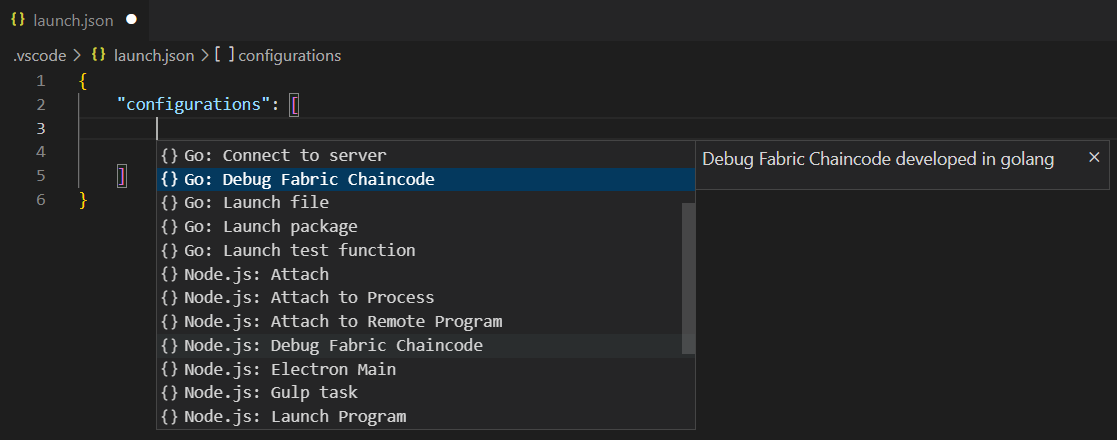 {} launch.json ●
.vscode > {} launch.json > [ ] configurations
1 {
2 "configurations": [
3
4
5 ]
6 }
{} Go: Connect to server
{} Go: Debug Fabric Chaincode
{} Go: Launch file
{} Go: Launch package
{} Go: Launch test function
{} Node.js: Attach
{} Node.js: Attach to Process
{} Node.js: Attach to Remote Program
{} Node.js: Debug Fabric Chaincode
{} Node.js: Electron Main
{} Node.js: Gulp task
{} Node.js: Launch Program
Debug Fabric Chaincode developed in golang ×